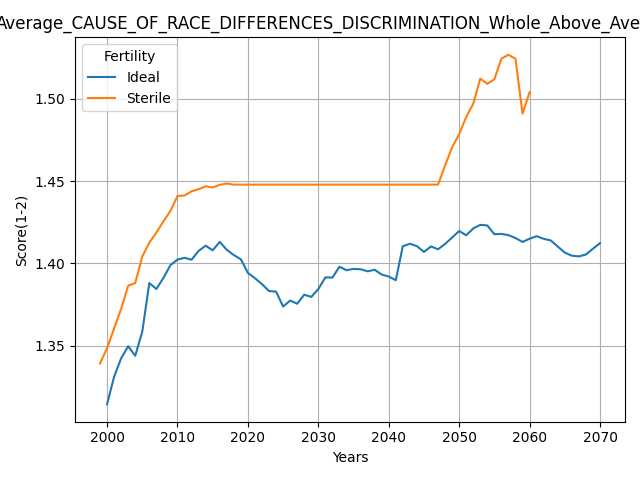 Average_CAUSE_OF_RACE_DIFFERENCES_DISCRIMINATION_Whole_Above_Ave
Fertility
Ideal
Sterile
1.50
1.45
1.40
1.35
Score(1-2)
2000 2010 2020 2030 2040 2050 2060 2070
Years